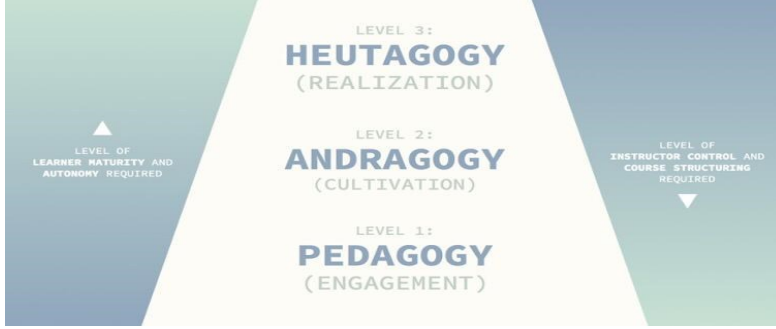 LEVEL 3:
HEUTAGOGY
(REALIZATION)
LEVEL OF
LEARNER MATURITY AND
AUTONOMY REQUIRED
LEVEL 2:
ANDRAGOGY
(CULTIVATION)
LEVEL OF
INSTRUCTOR CONTROL AND
COURSE STRUCTURING
REQUIRED
LEVEL 1:
PEDAGOGY
(ENGAGEMENT)